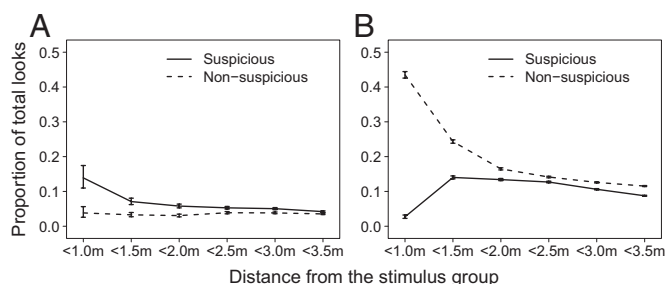 A
B
Proportion of total looks
0.5
0.4
0.3
0.2
0.1
0.0
Suspicious
Non−suspicious
<1.0m <1.5m <2.0m <2.5m <3.0m <3.5m
0.5
0.4
0.3
0.2
0.1
0.0
Suspicious
Non−suspicious
<1.0m <1.5m <2.0m <2.5m <3.0m <3.5m
Distance from the stimulus group